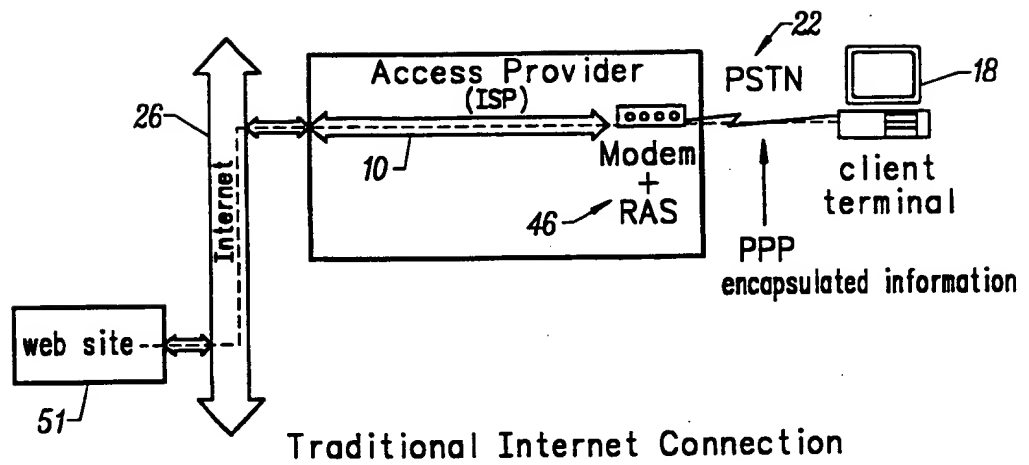 22
Access Provider
(ISP)
PSTN
18
26
10
Modem
+
RAS
46
client
terminal
Internet
PPP
encapsulated information
web site
51
Traditional Internet Connection